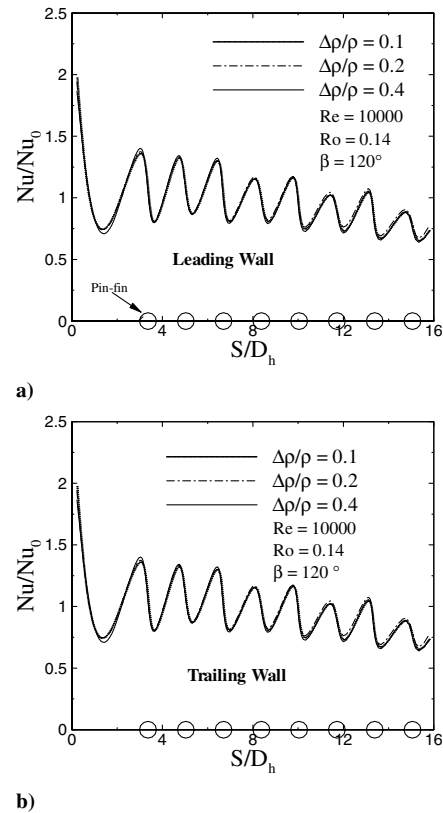 2.5
2
1.5
1
0.5
0
Nu/Nu₀
Δρ/ρ = 0.1
Δρ/ρ = 0.2
Δρ/ρ = 0.4
Re = 10000
Ro = 0.14
β = 120°
Leading Wall
Pin-fin
0 4 8 12 16
S/Dₕ
a)
2.5
2
1.5
1
0.5
0
Nu/Nu₀
Δρ/ρ = 0.1
Δρ/ρ = 0.2
Δρ/ρ = 0.4
Re = 10000
Ro = 0.14
β = 120 °
Trailing Wall
0 4 8 12 16
S/Dₕ
b)